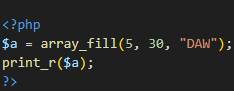 <?php
$a = array_fill(5, 30, "DAW");
print_r($a);
?>